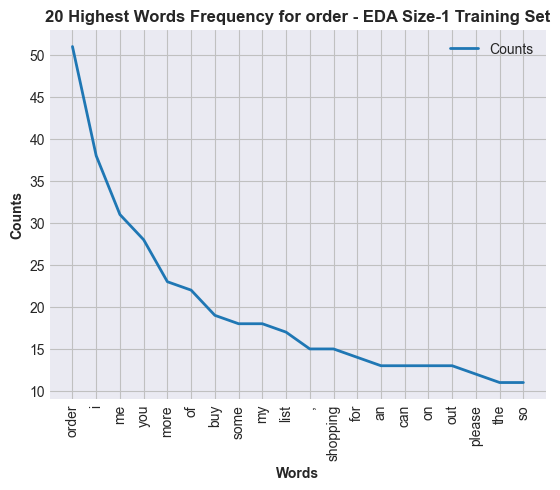 20 Highest Words Frequency for order - EDA Size-1 Training Set
Counts
50
45
40
35
30
25
20
15
10
Counts
order
i
me
you
more
of
buy
some
my
list
,
shopping
for
an
can
on
out
please
the
so
Words